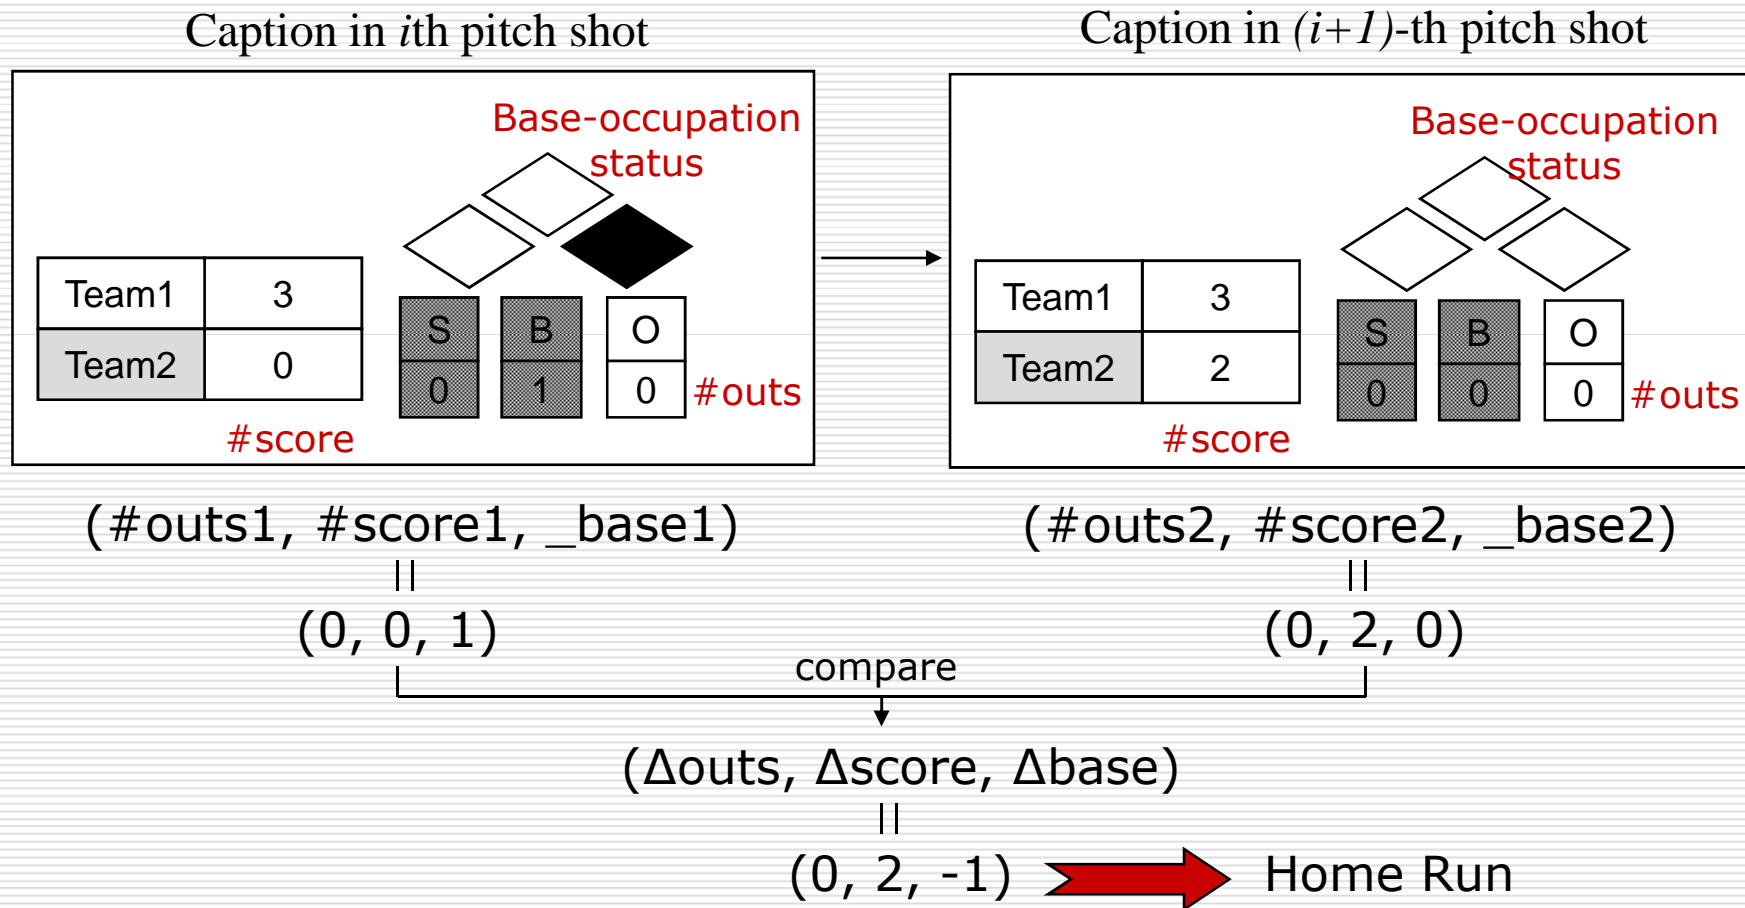 Caption in ith pitch shot
Base-occupation
status
Team1 3
Team2 0
S B O
0 1 0
#outs
#score
Caption in (i+1)-th pitch shot
Base-occupation
status
Team1 3
Team2 2
S B O
0 0 0
#outs
#score
(#outs1, #score1, _base1)
(#outs2, #score2, _base2)
(0, 0, 1)
(0, 2, 0)
compare
(Δouts, Δscore, Δbase)
(0, 2, -1)
Home Run